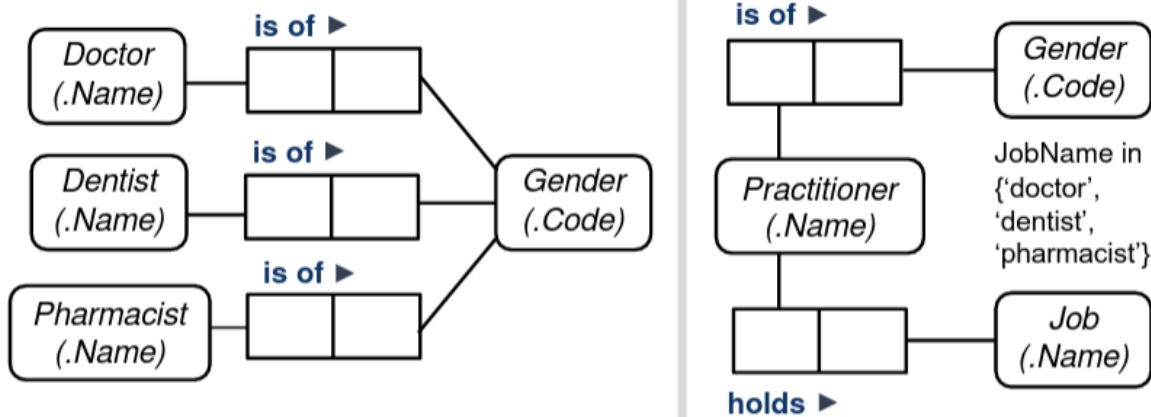 is of ►
Doctor
(.Name)
is of ►
Dentist
(.Name)
Gender
(.Code)
is of ►
Pharmacist
(.Name)
is of ►
Gender
(.Code)
JobName in
{‘doctor’,
‘dentist’,
‘pharmacist’}
Practitioner
(.Name)
Job
(.Name)
holds ►